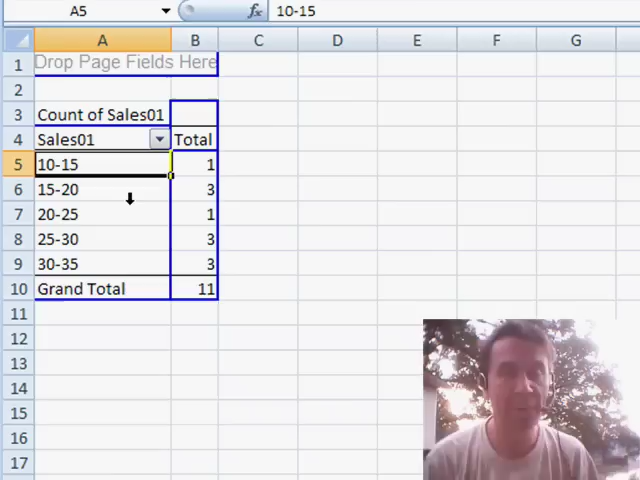 A5 fx 10-15
A B C D E F G
1 Drop Page Fields Here
2
3 Count of Sales01
4 Sales01 Total
5 10-15 1
6 15-20 3
7 20-25 1
8 25-30 3
9 30-35 3
10 Grand Total 11
11
12
13
14
15
16
17